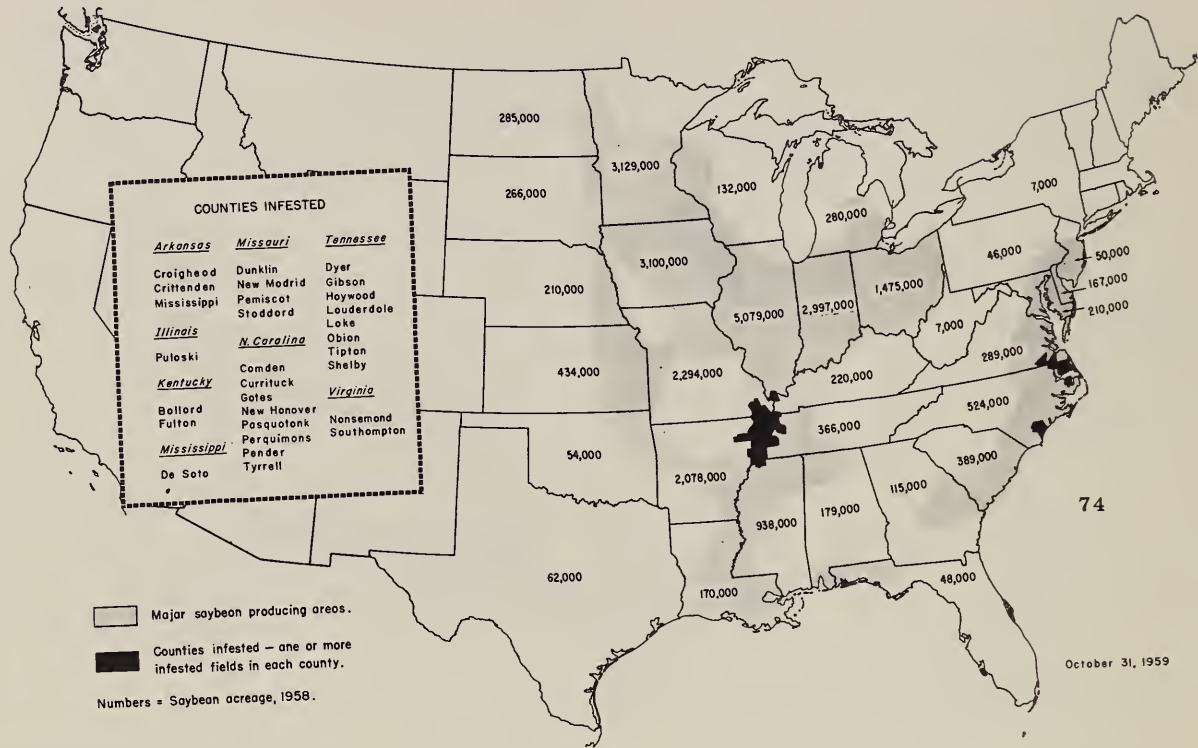 285,000
3,129,000
132,000
7,000
266,000
280,000
46,000
50,000
3,100,000
167,000
210,000
1,475,000
210,000
5,079,000
2,997,000
7,000
289,000
434,000
2,294,000
220,000
524,000
366,000
54,000
2,078,000
389,000
115,000
938,000
179,000
62,000
170,000
48,000
COUNTIES INFESTED
Arkansas
Croighead
Crittenden
Mississippi
Illinois
Puloski
Kentucky
Bollord
Fulton
Mississippi
De Soto
Missouri
Dunklin
New Modrid
Pemiscot
Stoddord
N. Caralina
Comden
Currituck
Gotes
New Honover
Posquotonk
Perquimons
Pender
Tyrrell
Tennessee
Dyer
Gibson
Hoywood
Louderdole
Loke
Obion
Tipton
Shelby
Virginia
Nonsemond
Southompton
74
Major saybean producing areas.
Counties infested – one or more
infested fields in each county.
Numbers = Saybean acreage, 1958.
October 31, 1959